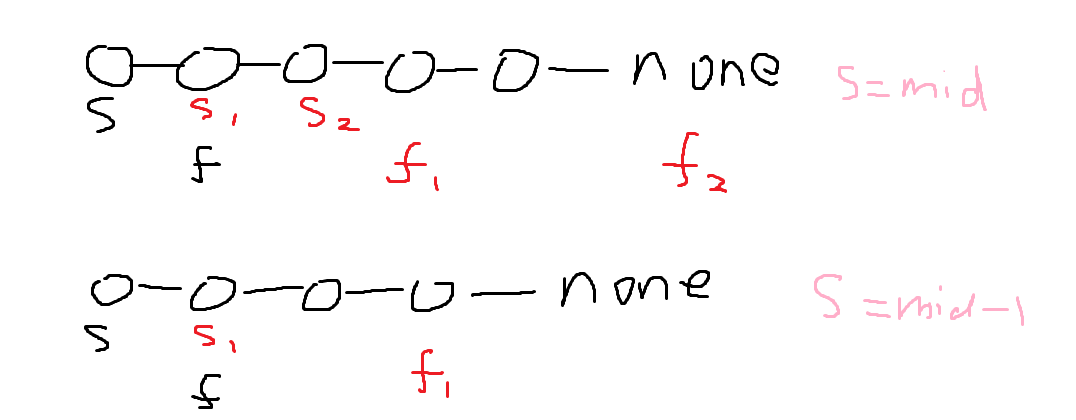 none S=mid
S S1 S2
f f1 f2
none S=mid-1
S S1
f f1